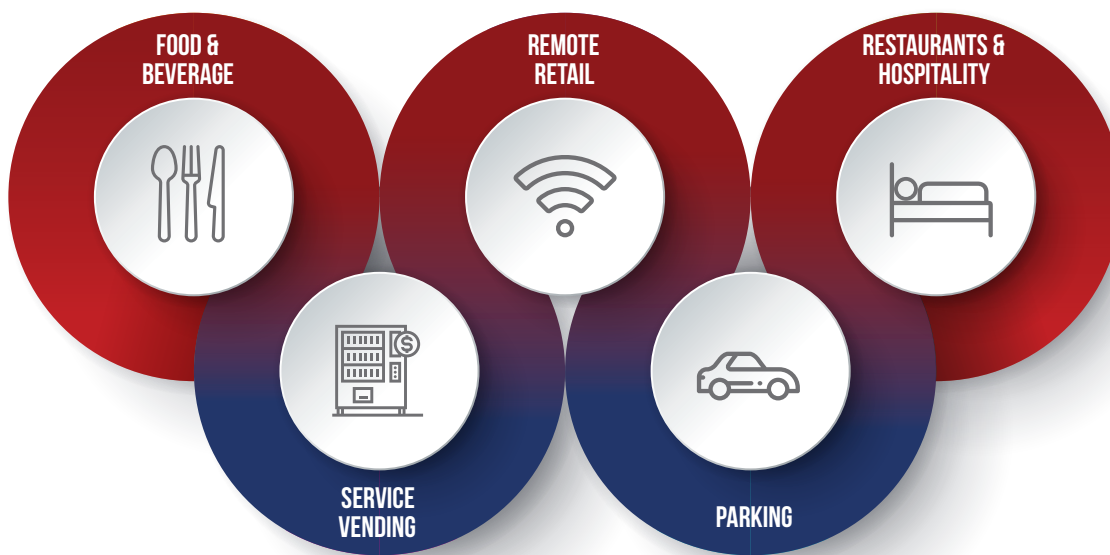 FOOD &
BEVERAGE
REMOTE
RETAIL
RESTAURANTS &
HOSPITALITY
$
SERVICE
VENDING
PARKING